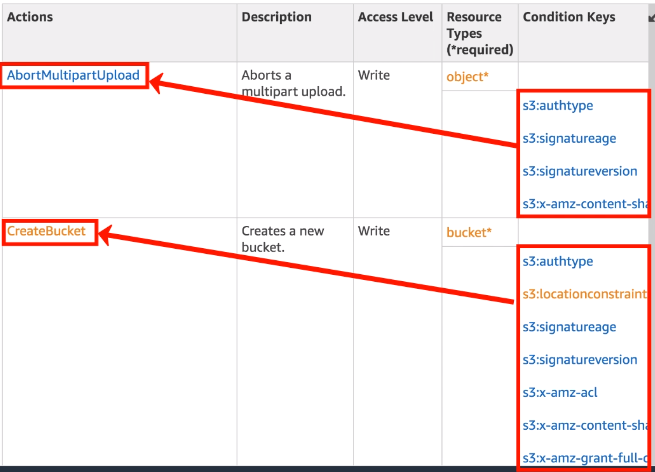 Actions Description Access Level Resource Condition Keys
Types
(*required)
AbortMultipartUpload Aborts a Write object*
multipart upload.
s3:authtype
s3:signatureage
s3:signatureversion
s3:x-amz-content-sha
CreateBucket Creates a new Write bucket*
bucket.
s3:authtype
s3:locationconstraint
s3:signatureage
s3:signatureversion
s3:x-amz-acl
s3:x-amz-content-sha
s3:x-amz-grant-full-c